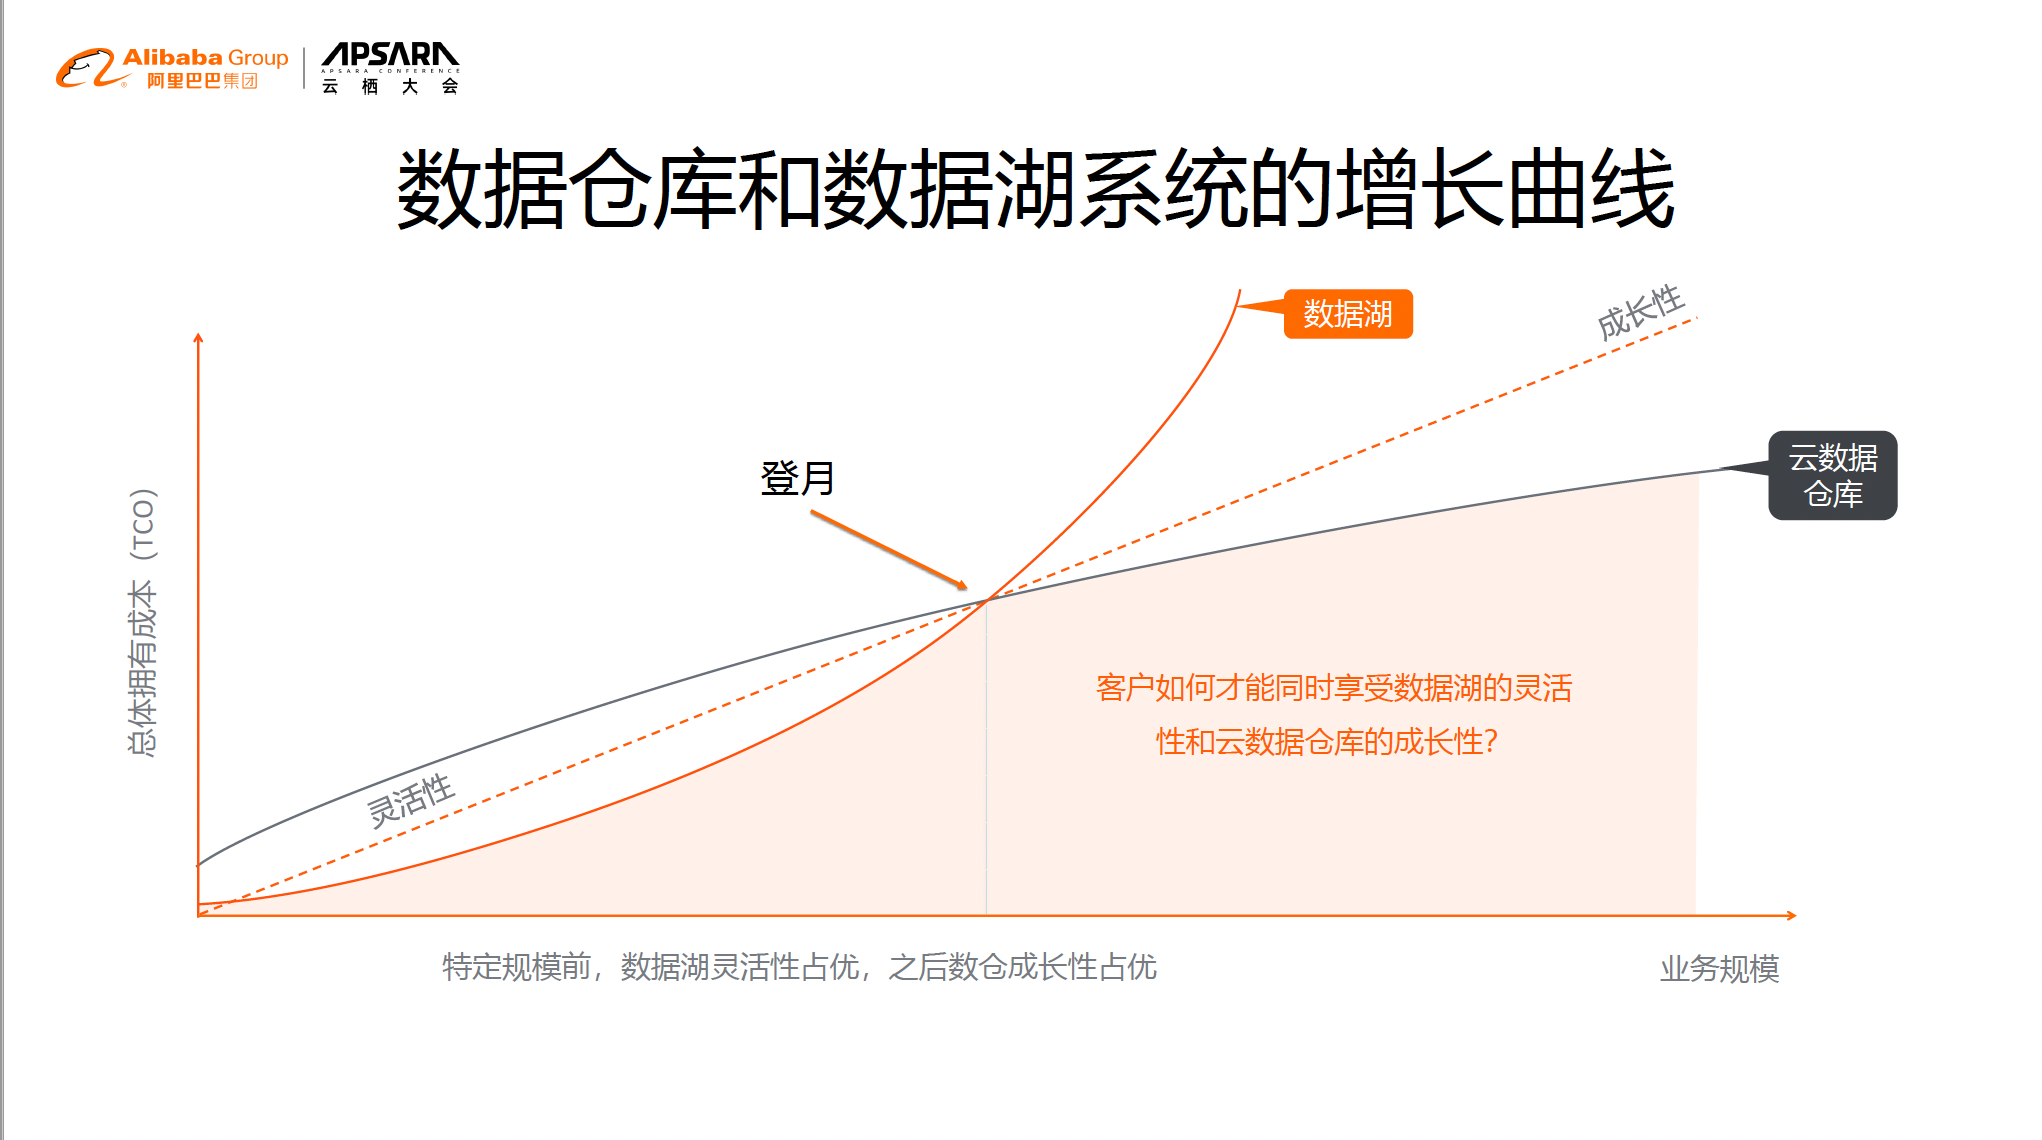 Alibaba Group
阿里巴巴集团
APSARA
APSARA CONFERENCE
云栖大会
数据仓库和数据湖系统的增长曲线
数据湖
成长性
云数据
仓库
登月
总体拥有成本（TCO）
客户如何才能同时享受数据湖的灵活
性和云数据仓库的成长性?
灵活性
特定规模前，数据湖灵活性占优，之后数仓成长性占优
业务规模